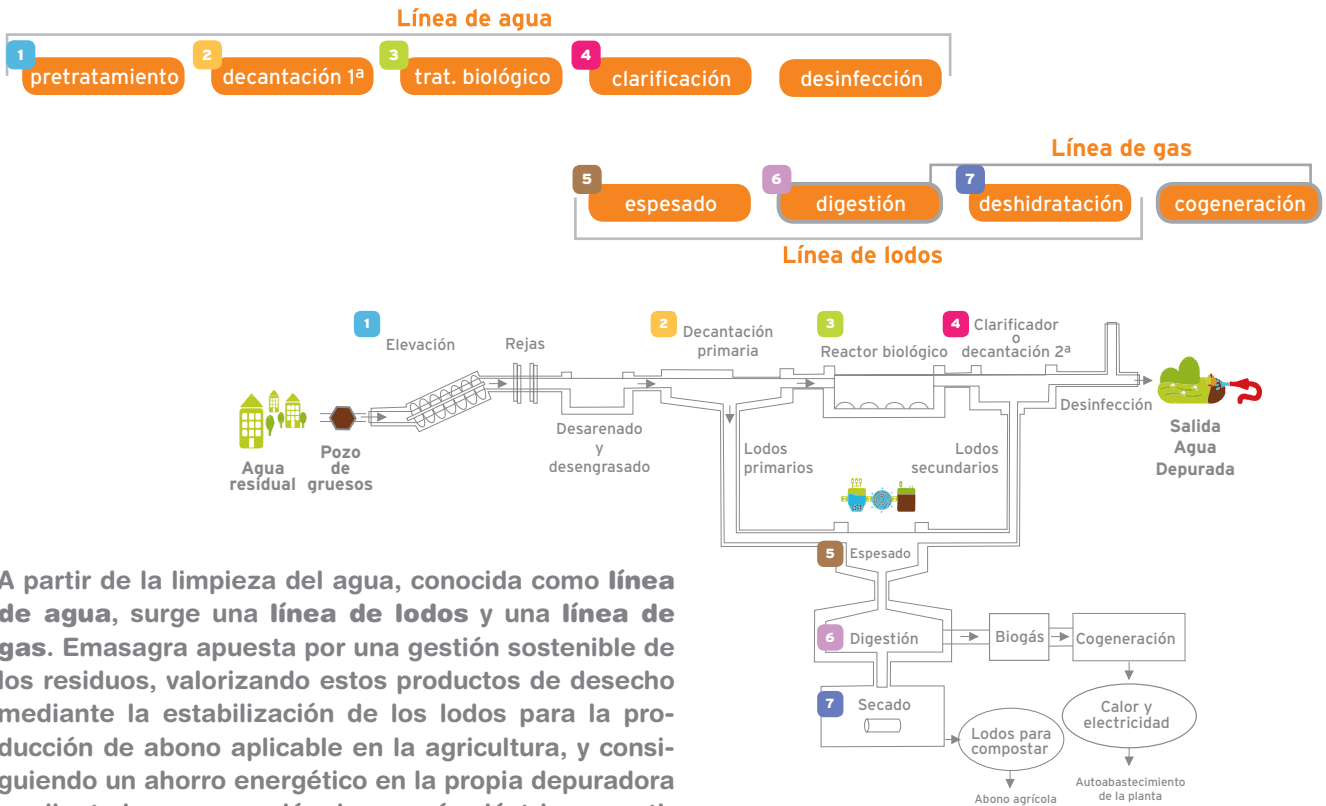 Línea de agua
1 pretratamiento 2 decantación 1ª 3 trat. biológico 4 clarificación desinfección
Línea de gas
5 espesado 6 digestión 7 deshidratación cogeneración
Línea de lodos
1 Elevación
Rejas
2 Decantación
primaria
3 Reactor biológico
4 Clarificador
o
decantación 2ª
Agua
residual
Pozo
de
gruesos
Desarenado
y
desengrasado
Lodos
primarios
Lodos
secundarios
Desinfección
Salida
Agua
Depurada
5 Espesado
6 Digestión
Biogás
Cogeneración
7 Secado
Lodos para
compostar
Calor y
electricidad
Abono agrícola
Autoabastecimiento
de la planta
A partir de la limpieza del agua, conocida como línea
de agua, surge una línea de lodos y una línea de
gas. Emasagra apuesta por una gestión sostenible de
los residuos, valorizando estos productos de desecho
mediante la estabilización de los lodos para la pro-
ducción de abono aplicable en la agricultura, y consi-
guiendo un ahorro energético en la propia depuradora